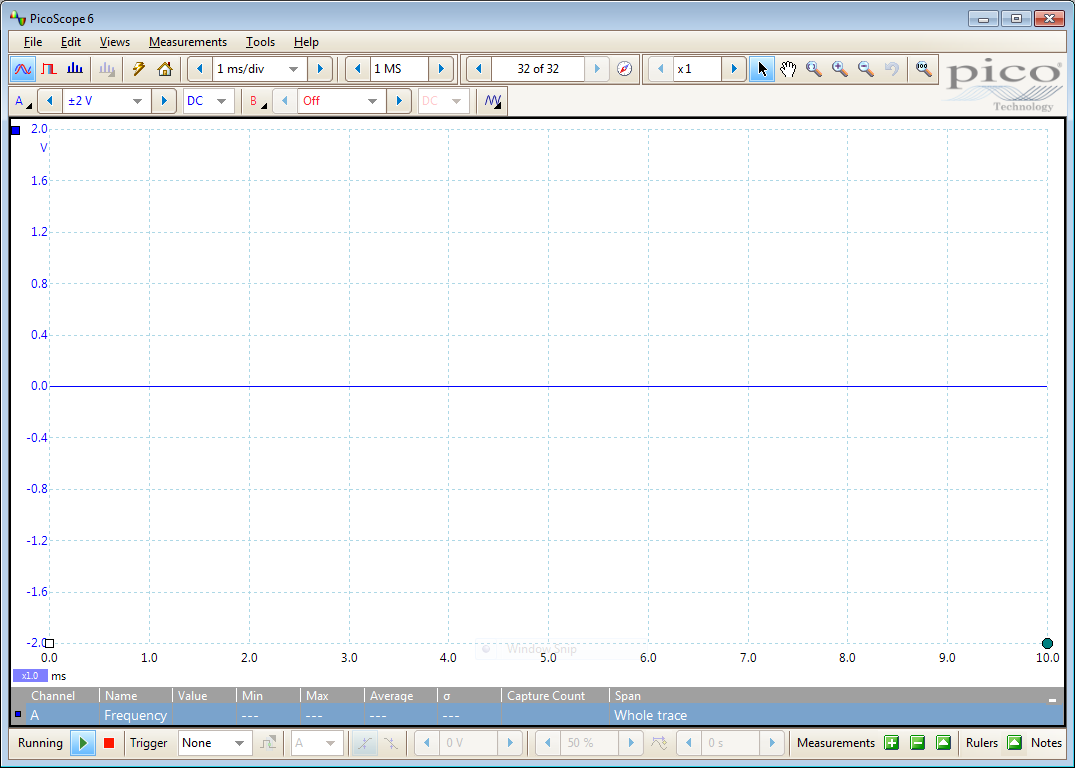 PicoScope 6
File Edit Views Measurements Tools Help
1 ms/div 1 MS 32 of 32 x1
pico
Technology
A ±2 V DC B Off DC
2.0
V
1.6
1.2
0.8
0.4
0.0
-0.4
-0.8
-1.2
-1.6
-2.0
0.0 1.0 2.0 3.0 4.0 5.0 6.0 7.0 8.0 9.0 10.0
Window Snip
x1.0 ms
Channel Name Value Min Max Average σ Capture Count Span
A Frequency --- --- --- --- Whole trace
Running Trigger None A 0 V 50 % 0 s Measurements Rulers Notes